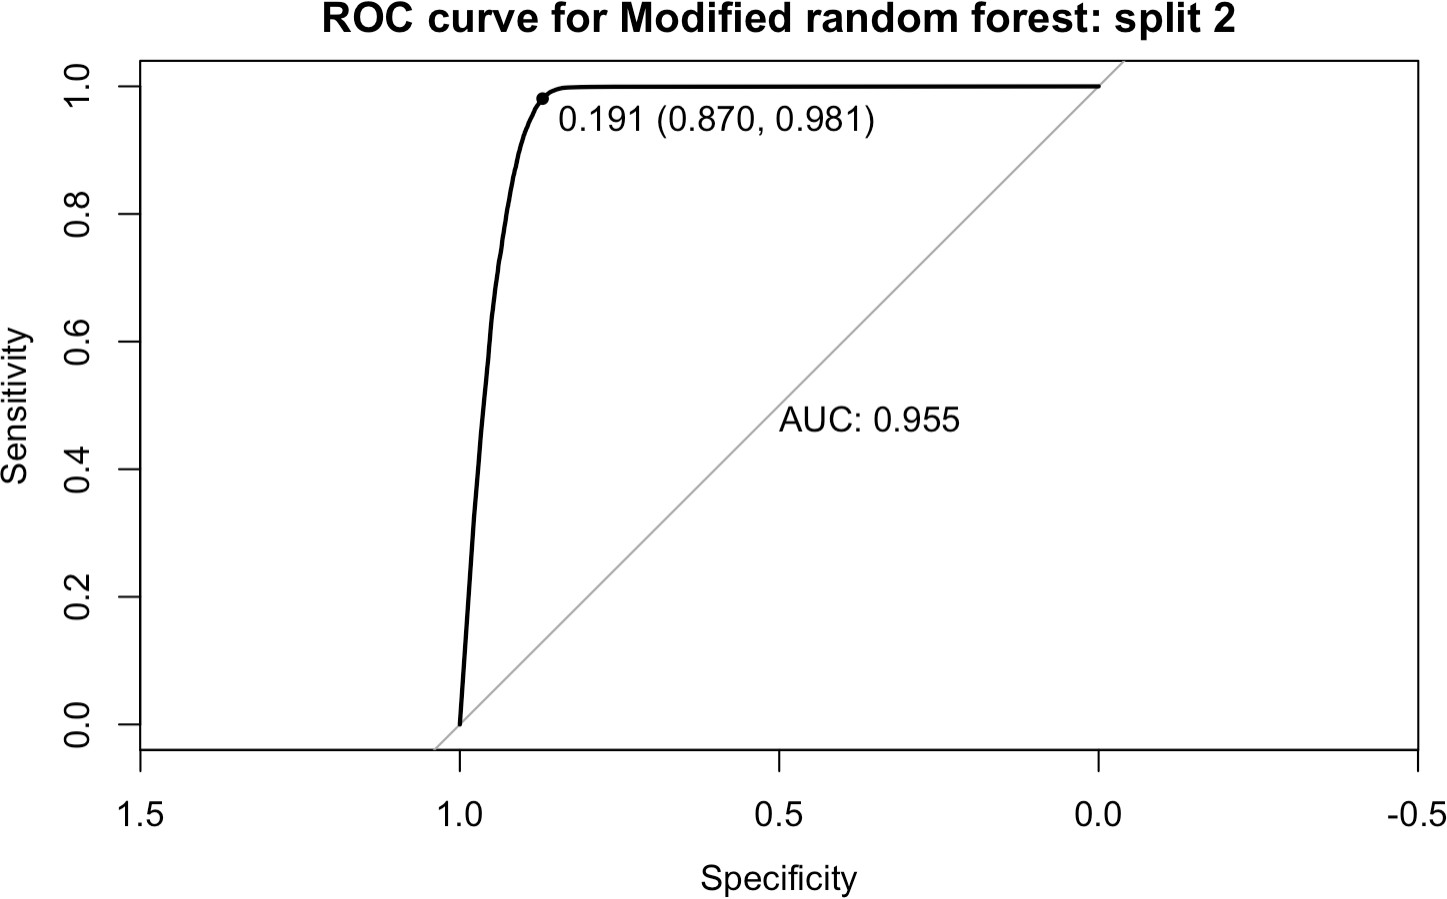 ROC curve for Modified random forest: split 2
1.0
0.191 (0.870, 0.981)
0.8
0.6
Sensitivity
AUC: 0.955
0.4
0.2
0.0
1.5 1.0 0.5 0.0 -0.5
Specificity